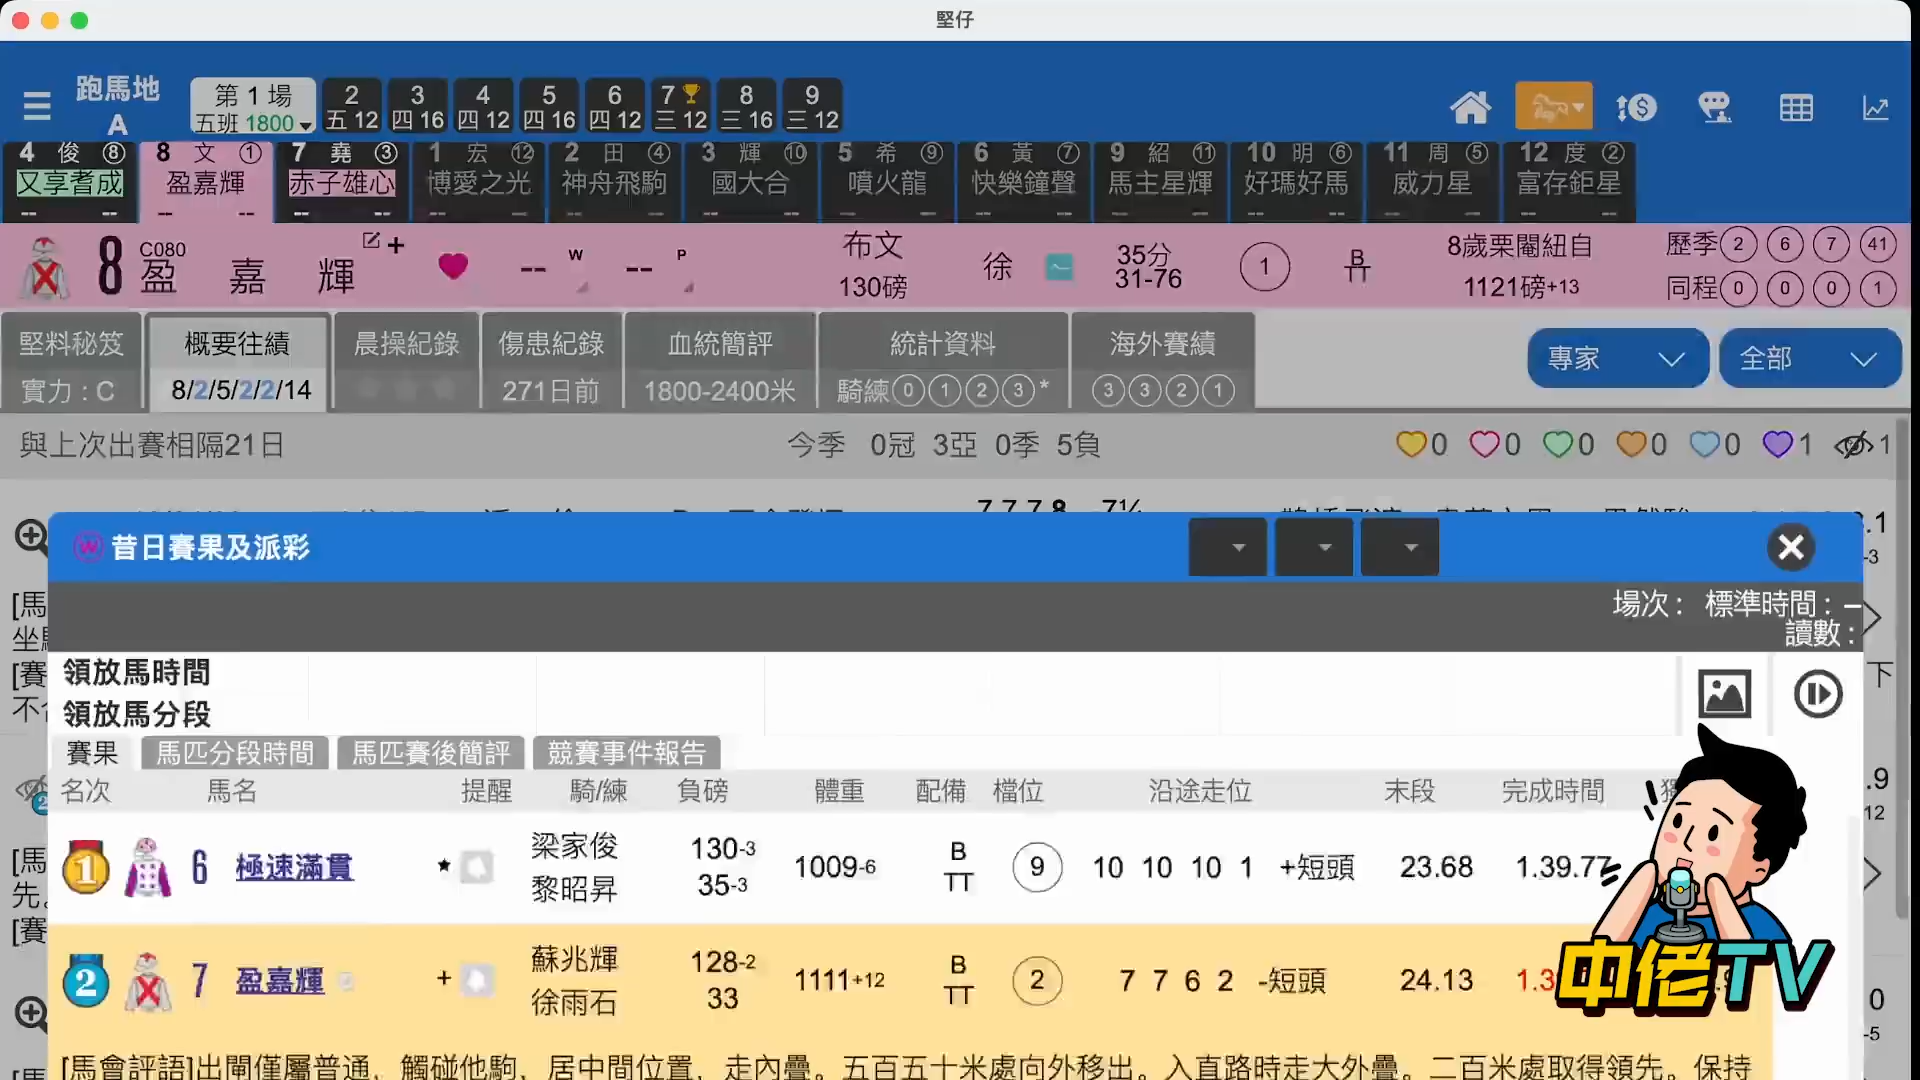 堅仔
跑馬地
A
第 1 場
五班 1800
2
五 12
3
四 16
4
四 12
5
四 16
6
四 12
7
三 12
8
三 16
9
三 12
4 俊 8
又享耆成
-- --
8 文 1
盈嘉輝
-- --
7 堯 3
赤子雄心
-- --
1 宏 12
博愛之光
-- --
2 田 4
神舟飛駒
-- --
3 輝 10
國大合
-- --
5 希 9
噴火龍
-- --
6 黃 7
快樂鐘聲
-- --
9 紹 11
馬主星輝
-- --
10 明 6
好瑪好馬
-- --
11 周 5
威力星
-- --
12 度 2
富存鉅星
-- --
8 C080
盈嘉輝
+
-- W
-- P
布文
130磅
徐
35分
31-76
1
B
TT
8歲栗閹紐自
1121磅+13
歷季 2 6 7 41
同程 0 0 0 1
堅料秘笈
實力 : C
概要往績
8/2/5/2/2/14
晨操紀錄
傷患紀錄
271日前
血統簡評
1800-2400米
統計資料
騎練 0 1 2 3 *
海外賽績
3 3 2 1
專家
全部
與上次出賽相隔21日
今季 0冠 3亞 0季 5負
0 0 0 0 0 1 1
7 7 7 8 7¼
昔日賽果及派彩
場次 : 標準時間 : –
讀數 :
[馬
坐
[賽
不
下
領放馬時間
領放馬分段
賽果
馬匹分段時間
馬匹賽後簡評
競賽事件報告
名次 馬名 提醒 騎/練 負磅 體重 配備 檔位 沿途走位 末段 完成時間
[馬
先。
[賽
1 6 極速滿貫 ★ 梁家俊 黎昭昇 130-3 35-3 1009-6 B TT 9 10 10 10 1 +短頭 23.68 1.39.77
2 7 盈嘉輝 + 蘇兆輝 徐雨石 128-2 33 1111+12 B TT 2 7 7 6 2 -短頭 24.13 1.3
中佬TV
[馬會評語]出閘僅屬普通，觸碰他駒，居中間位置，走內疊。五百五十米處向外移出。入直路時走大外疊。二百米處取得領先。保持